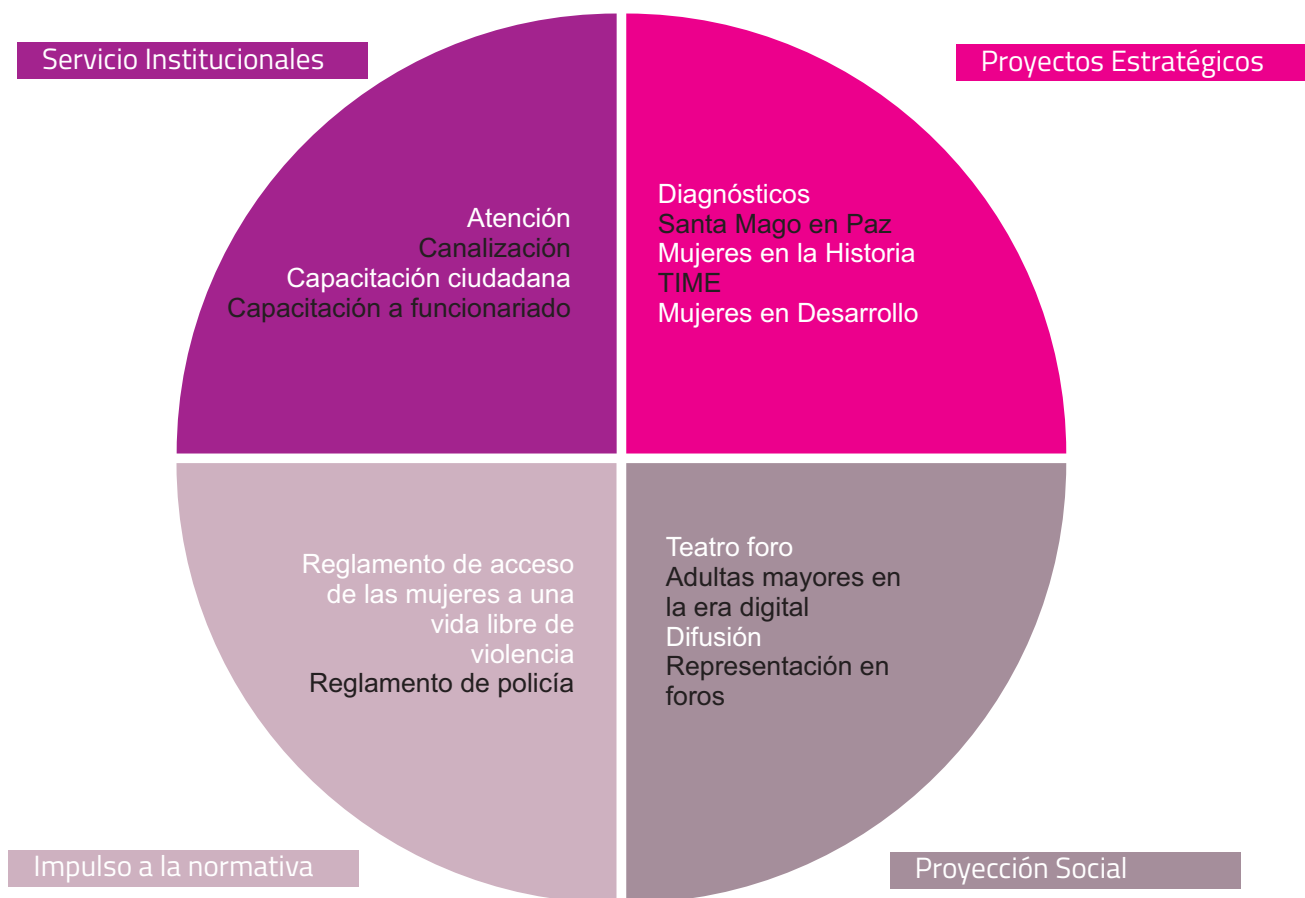 Servicio Institucionales
Atención
Canalización
Capacitación ciudadana
Capacitación a funcionariado
Proyectos Estratégicos
Diagnósticos
Santa Mago en Paz
Mujeres en la Historia
TIME
Mujeres en Desarrollo
Reglamento de acceso
de las mujeres a una
vida libre de
violencia
Reglamento de policía
Impulso a la normativa
Teatro foro
Adultas mayores en
la era digital
Difusión
Representación en
foros
Proyección Social